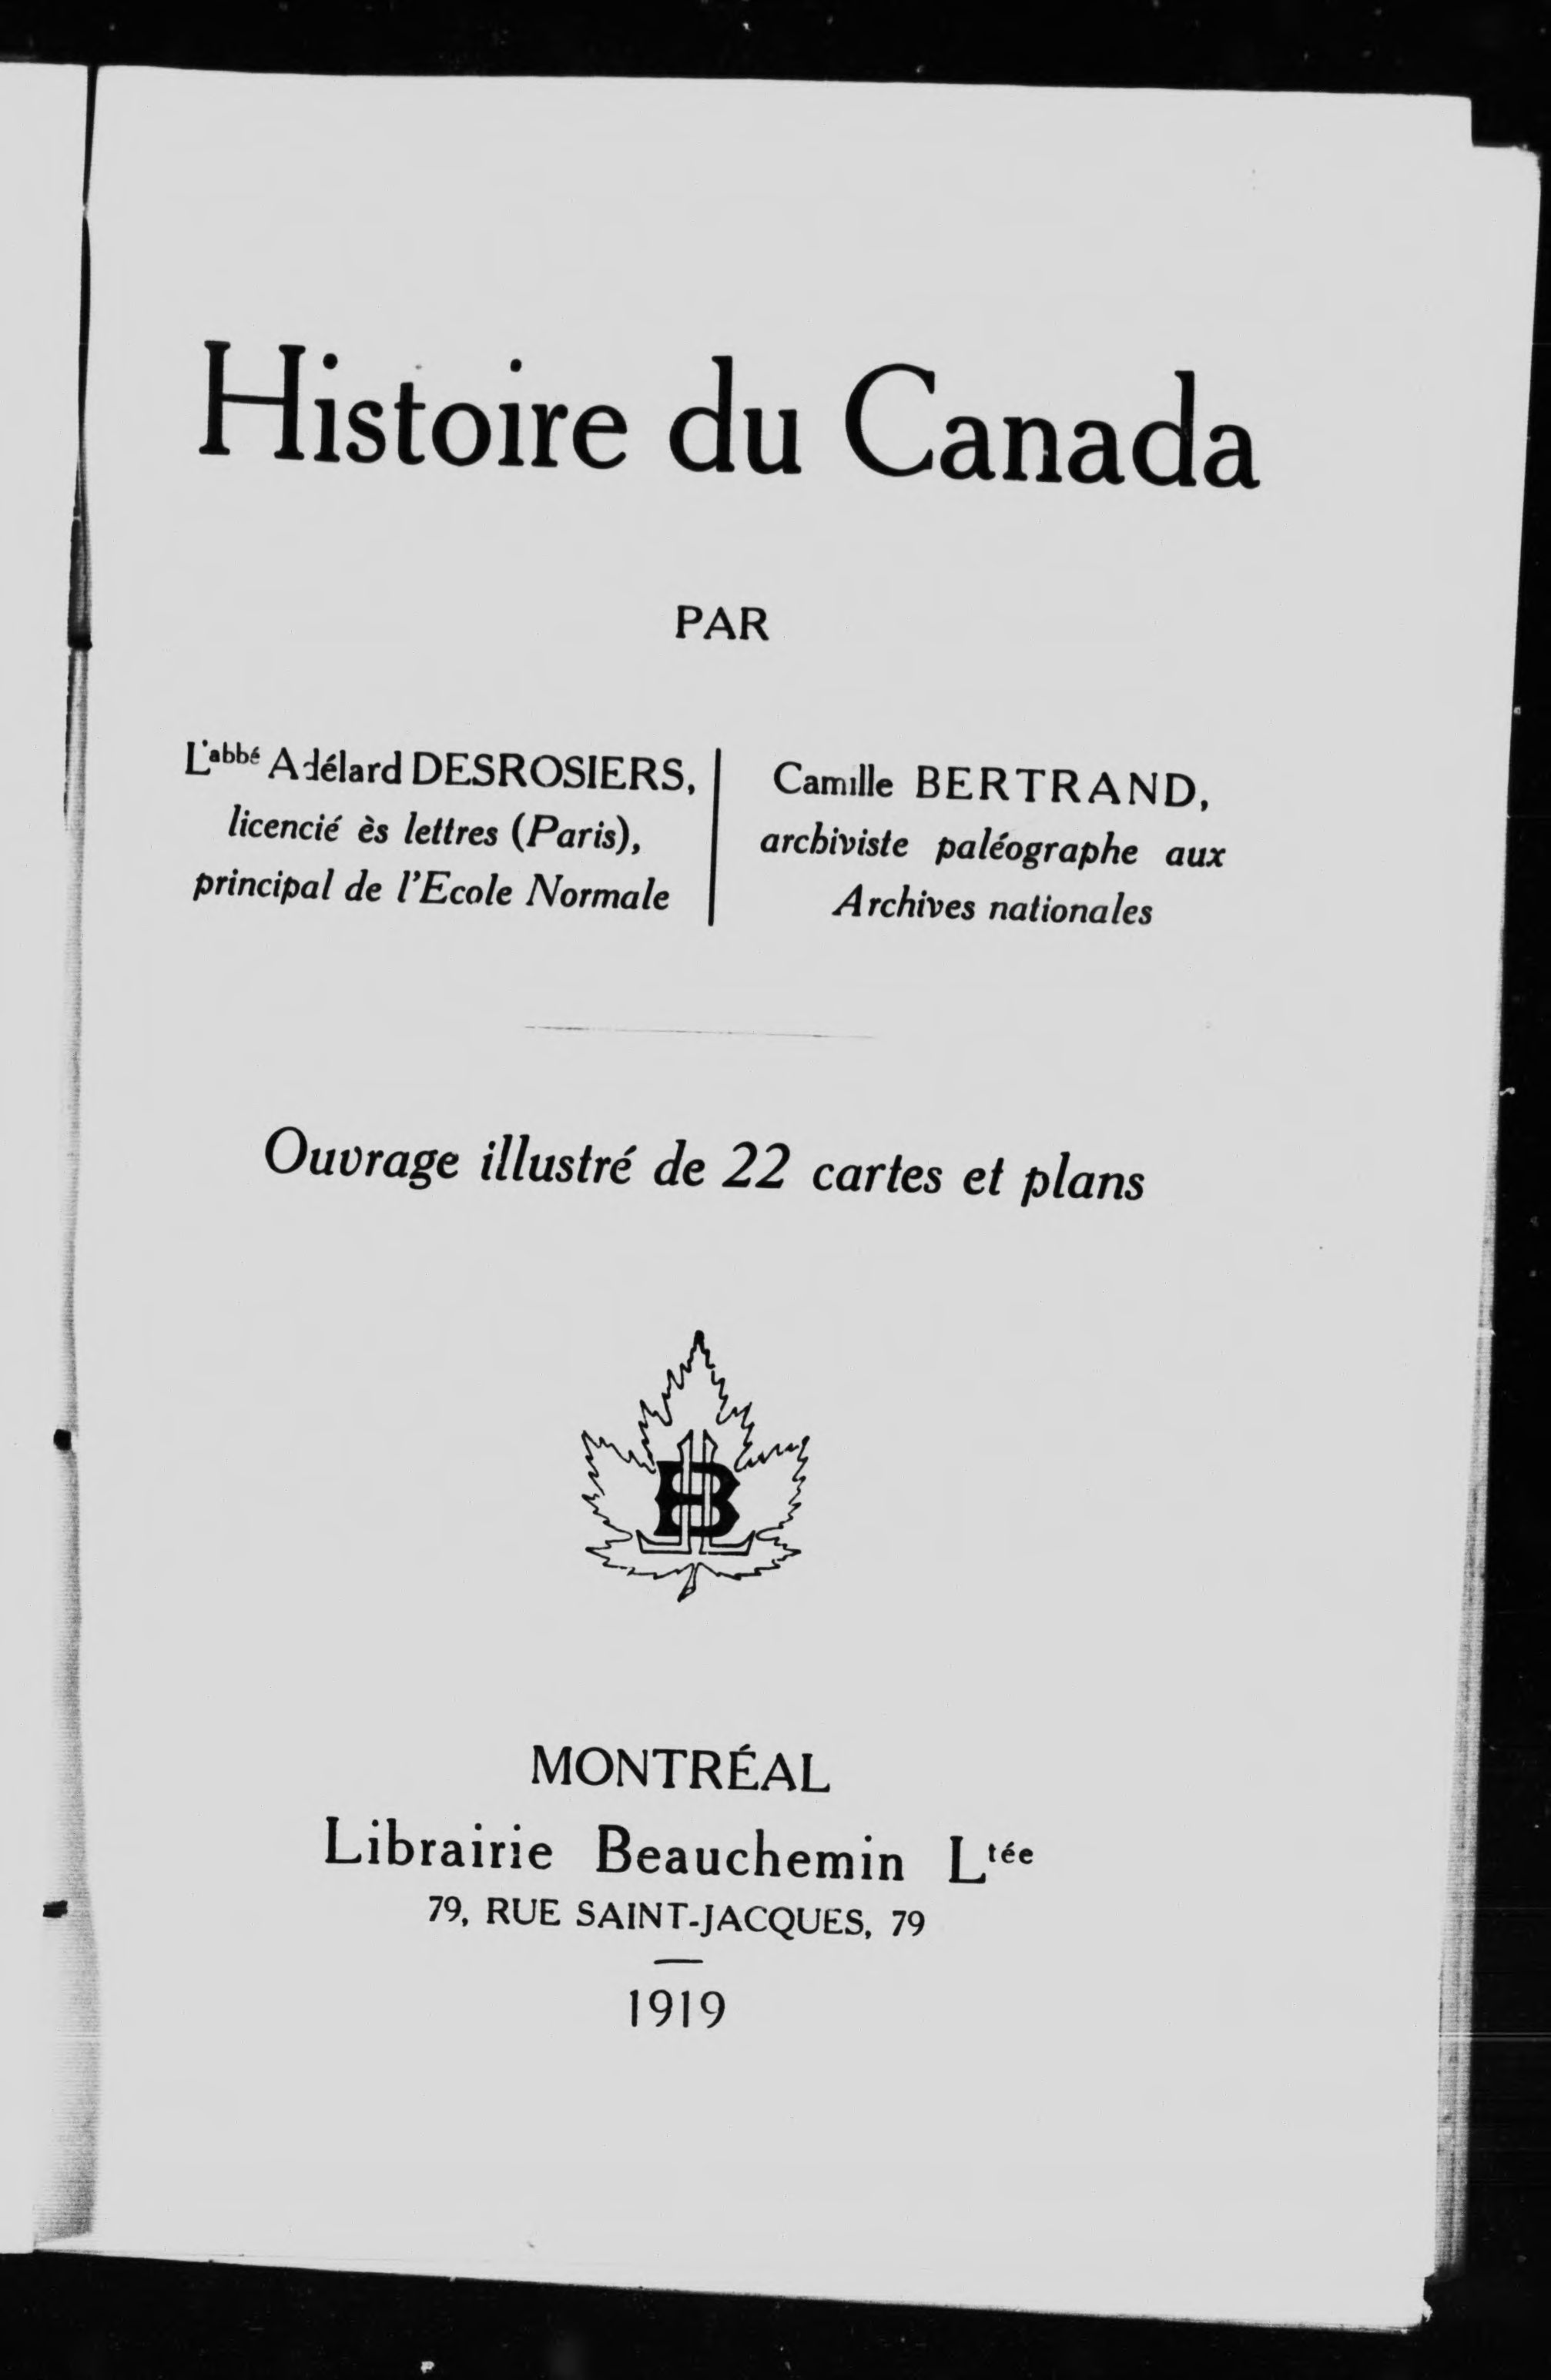 Histoire du Canada
PAR
L'abbé Adélard DESROSIERS,
licencié ès lettres (Paris),
principal de l'Ecole Normale
Camille BERTRAND,
archiviste paléographe aux
Archives nationales
Ouvrage illustré de 22 cartes et plans
LBL
MONTRÉAL
Librairie Beauchemin Ltée
79, RUE SAINT-JACQUES, 79
1919